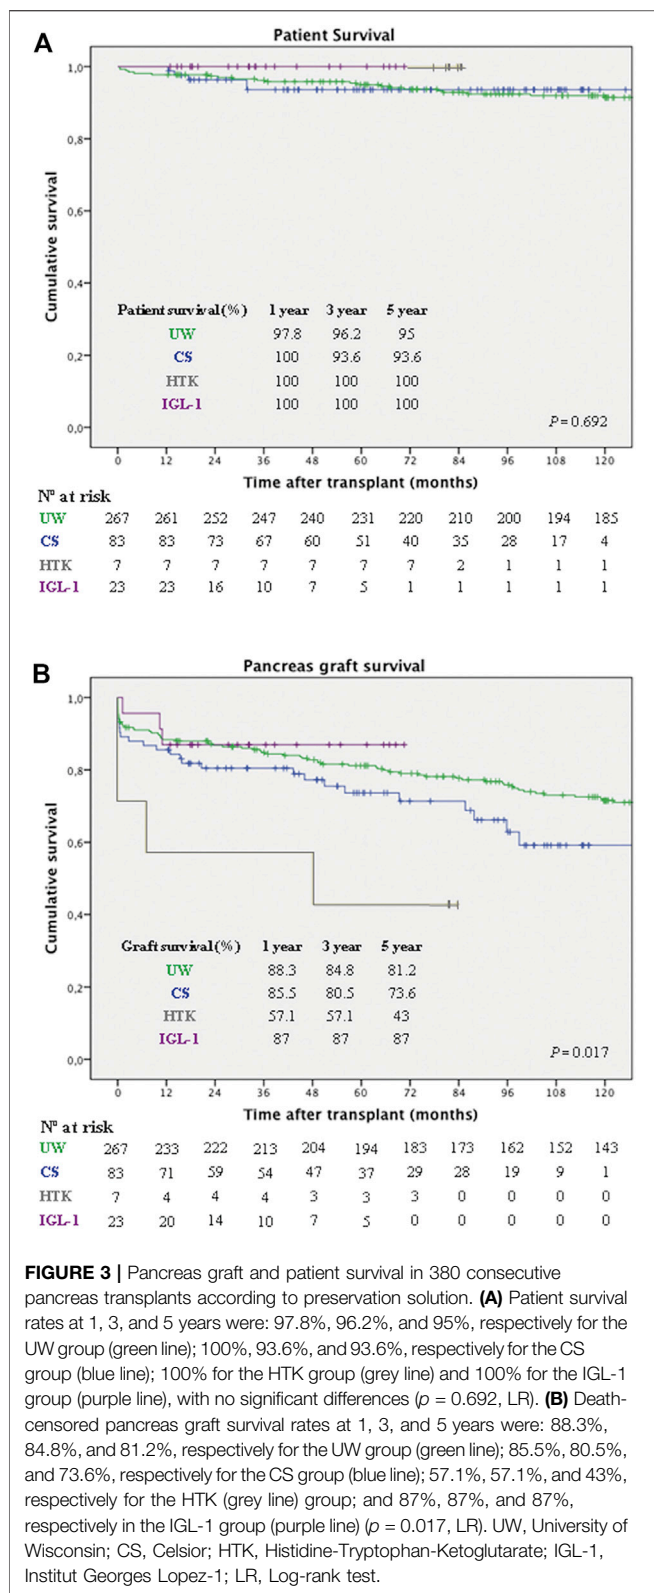 A
Patient Survival
Cumulative survival
1,0
0,8
0,6
0,4
0,2
0,0
Patient survival (%) 1 year 3 year 5 year
UW 97.8 96.2 95
CS 100 93.6 93.6
HTK 100 100 100
IGL-1 100 100 100
P = 0.692
0 12 24 36 48 60 72 84 96 108 120
Time after transplant (months)
Nº at risk
UW 267 261 252 247 240 231 220 210 200 194 185
CS 83 83 73 67 60 51 40 35 28 17 4
HTK 7 7 7 7 7 7 7 2 1 1 1
IGL-1 23 23 16 10 7 5 1 1 1 1 1
B
Pancreas graft survival
Cumulative survival
1,0
0,8
0,6
0,4
0,2
0,0
Graft survival (%) 1 year 3 year 5 year
UW 88.3 84.8 81.2
CS 85.5 80.5 73.6
HTK 57.1 57.1 43
IGL-1 87 87 87
P = 0.017
0 12 24 36 48 60 72 84 96 108 120
Time after transplant (months)
Nº at risk
UW 267 233 222 213 204 194 183 173 162 152 143
CS 83 71 59 54 47 37 29 28 19 9 1
HTK 7 4 4 4 3 3 3 0 0 0 0
IGL-1 23 20 14 10 7 5 0 0 0 0 0
FIGURE 3 | Pancreas graft and patient survival in 380 consecutive
pancreas transplants according to preservation solution. (A) Patient survival
rates at 1, 3, and 5 years were: 97.8%, 96.2%, and 95%, respectively for the
UW group (green line); 100%, 93.6%, and 93.6%, respectively for the CS
group (blue line); 100% for the HTK group (grey line) and 100% for the IGL-1
group (purple line), with no significant differences (p = 0.692, LR). (B) Death-
censored pancreas graft survival rates at 1, 3, and 5 years were: 88.3%,
84.8%, and 81.2%, respectively for the UW group (green line); 85.5%, 80.5%,
and 73.6%, respectively for the CS group (blue line); 57.1%, 57.1%, and 43%,
respectively for the HTK (grey line) group; and 87%, 87%, and 87%,
respectively in the IGL-1 group (purple line) (p = 0.017, LR). UW, University of
Wisconsin; CS, Celsior; HTK, Histidine-Tryptophan-Ketoglutarate; IGL-1,
Institut Georges Lopez-1; LR, Log-rank test.